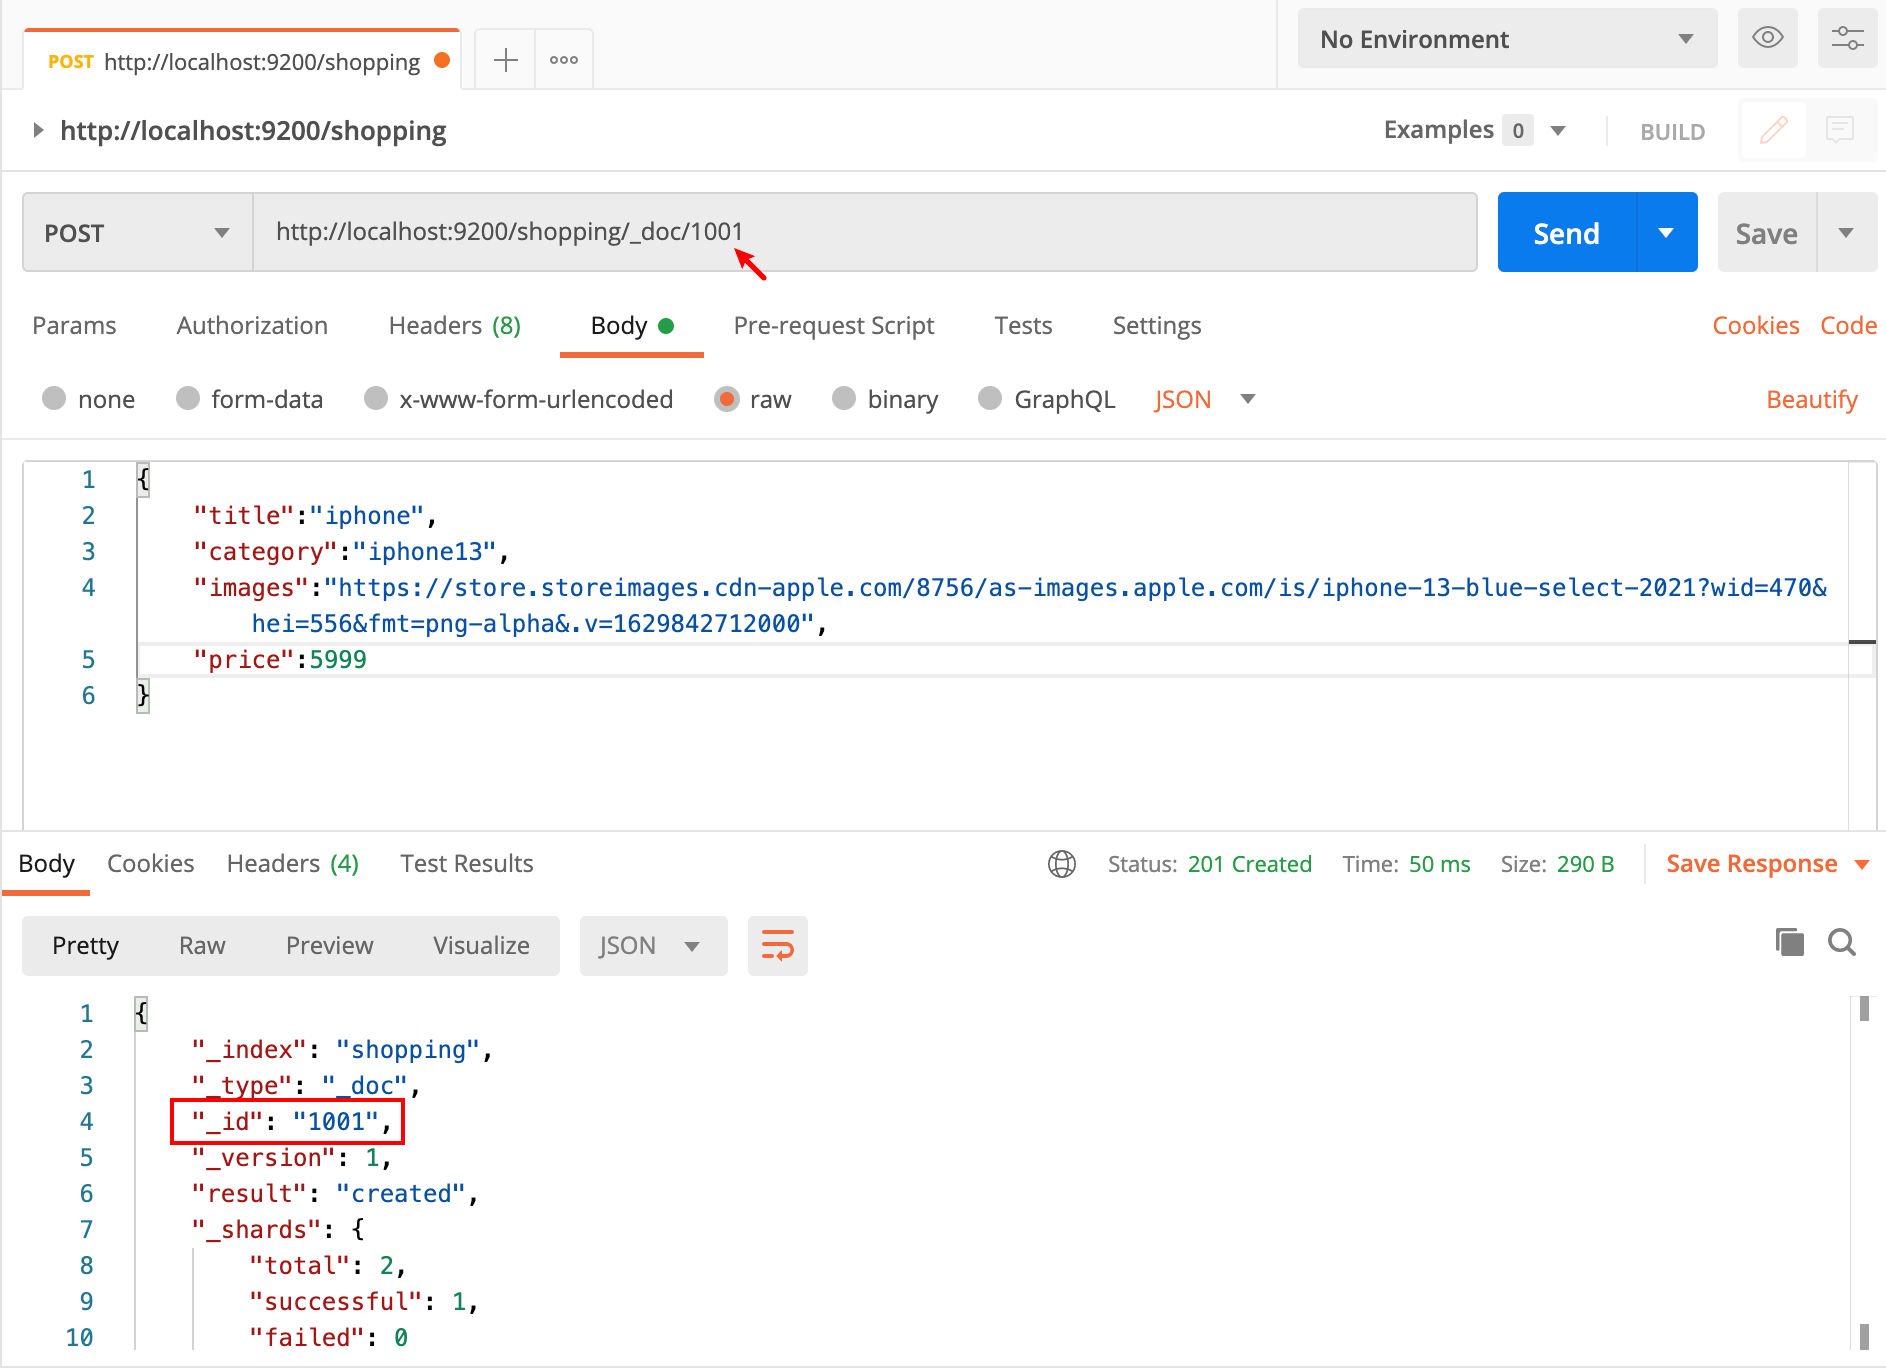 POST http://localhost:9200/shopping
No Environment
http://localhost:9200/shopping
Examples 0
BUILD
POST
http://localhost:9200/shopping/_doc/1001
Send
Save
Params Authorization Headers (8) Body Pre-request Script Tests Settings Cookies Code
none form-data x-www-form-urlencoded raw binary GraphQL JSON Beautify
1 {
2 "title":"iphone",
3 "category":"iphone13",
4 "images":"https://store.storeimages.cdn-apple.com/8756/as-images.apple.com/is/iphone-13-blue-select-2021?wid=470&
hei=556&fmt=png-alpha&.v=1629842712000",
5 "price":5999
6 }
Body Cookies Headers (4) Test Results Status: 201 Created Time: 50 ms Size: 290 B Save Response
Pretty Raw Preview Visualize JSON
1 {
2 "_index": "shopping",
3 "_type": "_doc",
4 "_id": "1001",
5 "_version": 1,
6 "result": "created",
7 "_shards": {
8 "total": 2,
9 "successful": 1,
10 "failed": 0